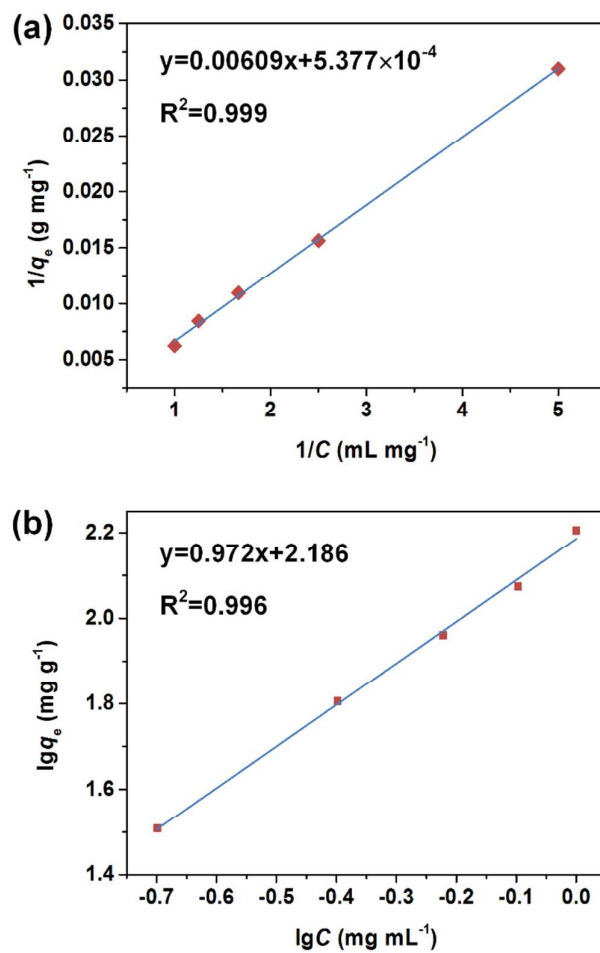 (a)
y=0.00609x+5.377×10⁻⁴
R²=0.999
0.035
0.030
0.025
0.020
0.015
0.010
0.005
1/qₑ (g mg⁻¹)
1 2 3 4 5
1/C (mL mg⁻¹)
(b)
y=0.972x+2.186
R²=0.996
2.2
2.0
1.8
1.6
1.4
lgqₑ (mg g⁻¹)
-0.7 -0.6 -0.5 -0.4 -0.3 -0.2 -0.1 0.0
lgC (mg mL⁻¹)